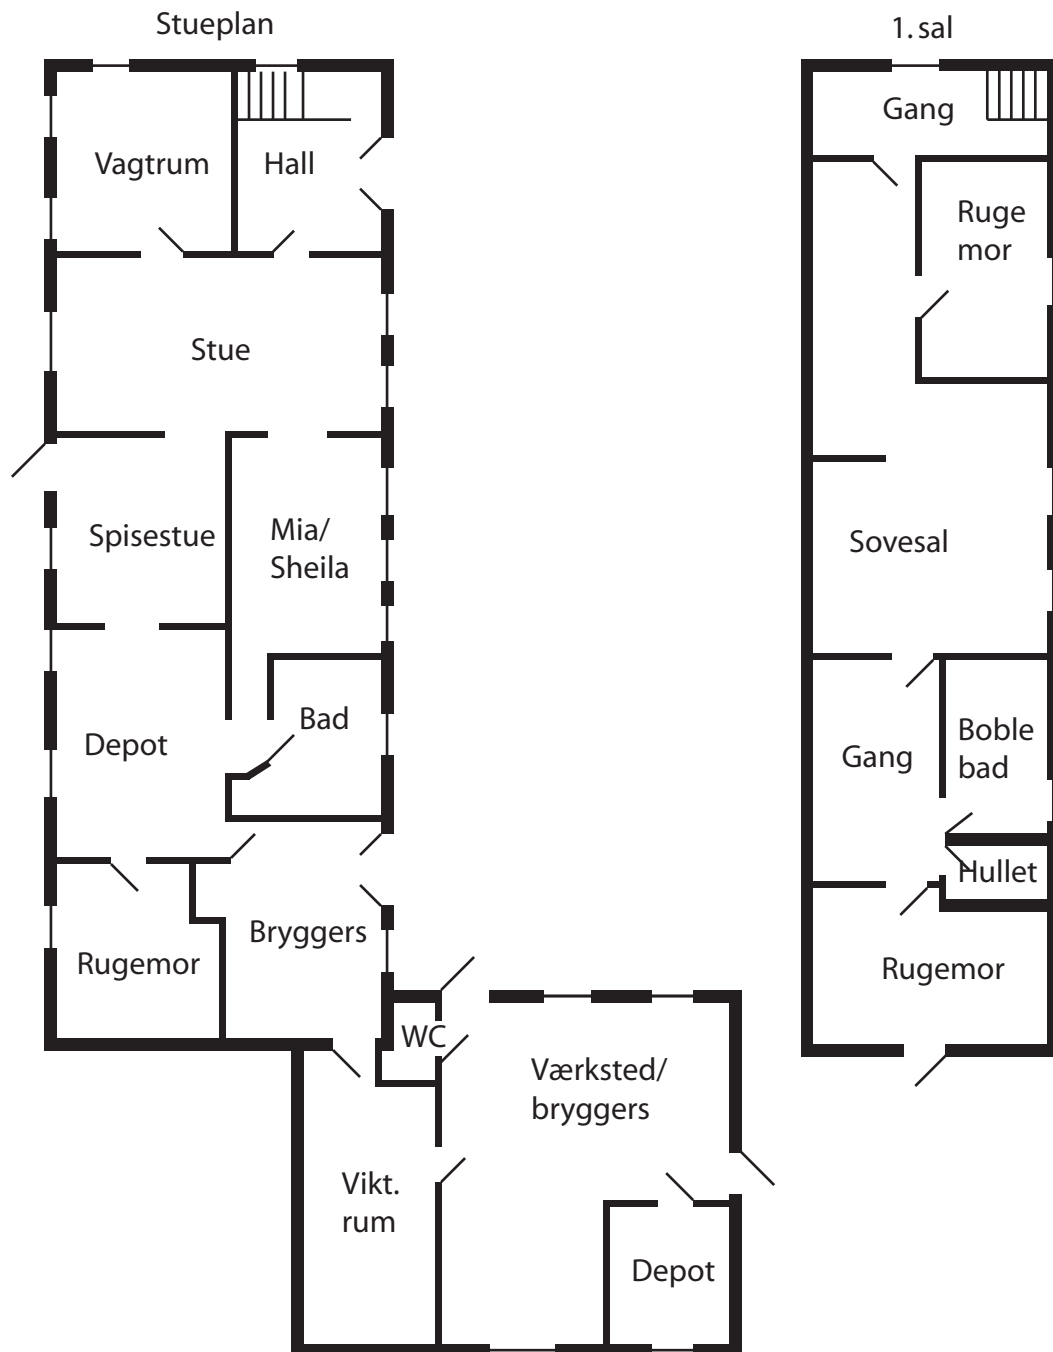 Stueplan
Vagtrum
Hall
Stue
Spisestue
Mia/
Sheila
Depot
Bad
Rugemor
Bryggers
WC
Værksted/
bryggers
Vikt.
rum
Depot
1. sal
Gang
Ruge
mor
Sovesal
Gang
Boble
bad
Hullet
Rugemor